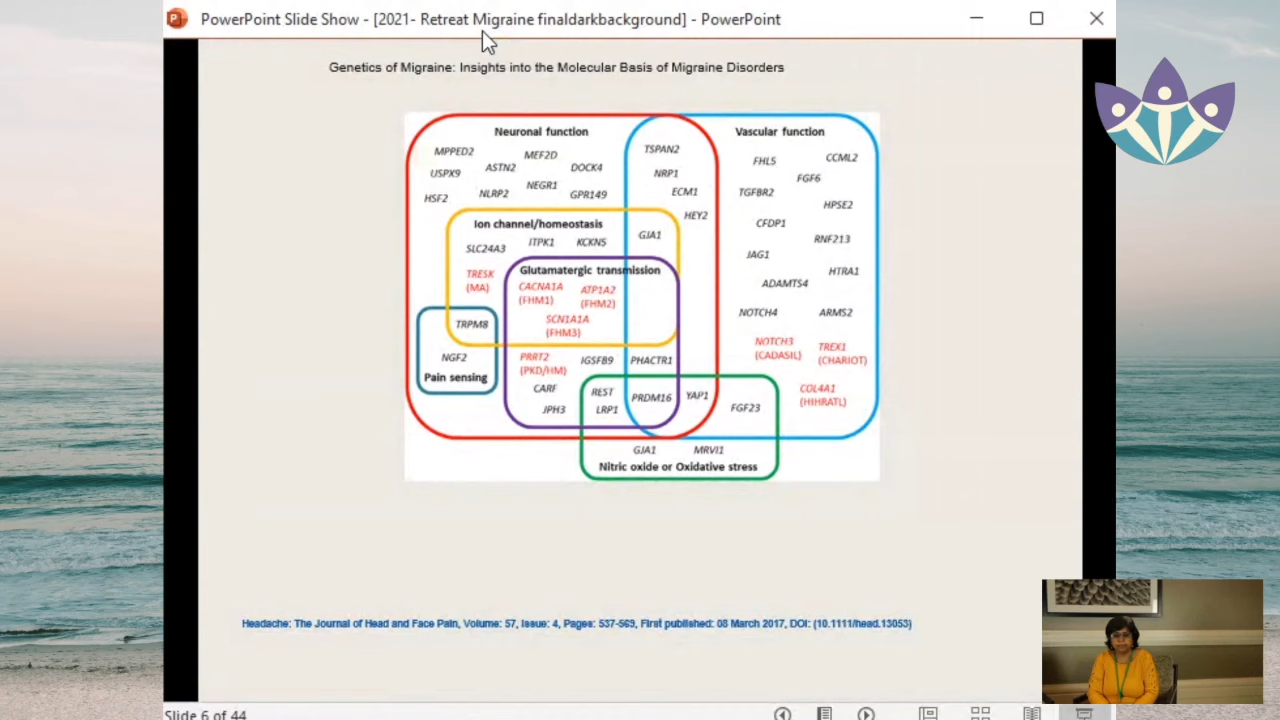 PowerPoint Slide Show - [2021- Retreat Migraine finaldarkbackground] - PowerPoint
Genetics of Migraine: Insights into the Molecular Basis of Migraine Disorders
Neuronal function
MPPED2
MEF2D
USPX9
ASTN2
DOCK4
HSF2
NLRP2
NEGR1
GPR149
Ion channel/homeostasis
SLC24A3
ITPK1
KCKN5
GJA1
TRESK
(MA)
Glutamatergic transmission
CACNA1A
(FHM1)
ATP1A2
(FHM2)
SCN1A1A
(FHM3)
TRPM8
NGF2
Pain sensing
PRRT2
(PKD/HM)
IGSFB9
PHACTR1
CARF
JPH3
REST
LRP1
PRDM16
YAP1
FGF23
GJA1
MRVI1
Nitric oxide or Oxidative stress
TSPAN2
NRP1
ECM1
HEY2
Vascular function
FHL5
CCML2
FGF6
TGFBR2
HPSE2
CFDP1
RNF213
JAG1
HTRA1
ADAMTS4
NOTCH4
ARMS2
NOTCH3
(CADASIL)
TREX1
(CHARIOT)
COL4A1
(HIHRATL)
Headache: The Journal of Head and Face Pain, Volume: 57, Issue: 4, Pages: 537-569, First published: 08 March 2017, DOI: (10.1111/head.13053)
Slide 6 of 44